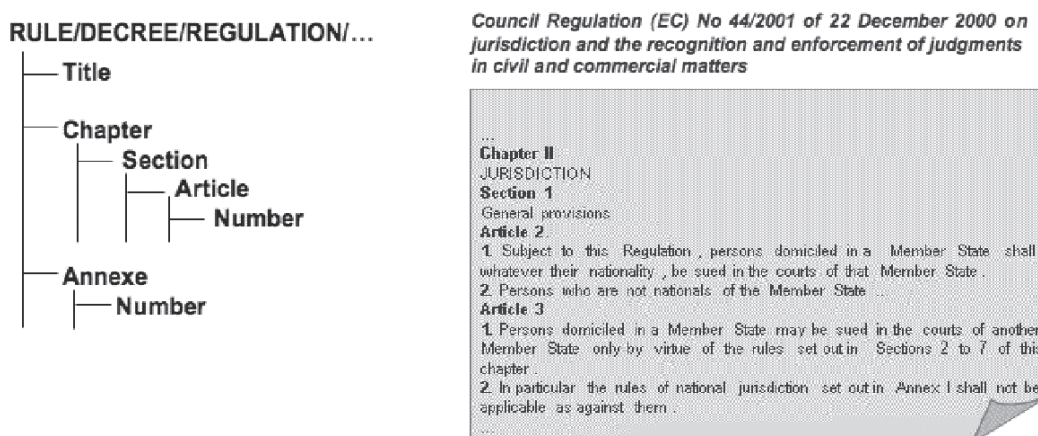 RULE/DECREE/REGULATION/...
Title
Chapter
Section
Article
Number
Annexe
Number
Council Regulation (EC) No 44/2001 of 22 December 2000 on
jurisdiction and the recognition and enforcement of judgments
in civil and commercial matters
...
Chapter II
JURISDICTION
Section 1
General provisions
Article 2
1. Subject to this Regulation , persons domiciled in a Member State shall
whatever their nationality , be sued in the courts of that Member State .
2. Persons who are not nationals of the Member State ...
Article 3
1. Persons domiciled in a Member State may be sued in the courts of another
Member State only by virtue of the rules set out in Sections 2 to 7 of this
chapter .
2. In particular the rules of national jurisdiction set out in Annex I shall not be
applicable as against them .
...